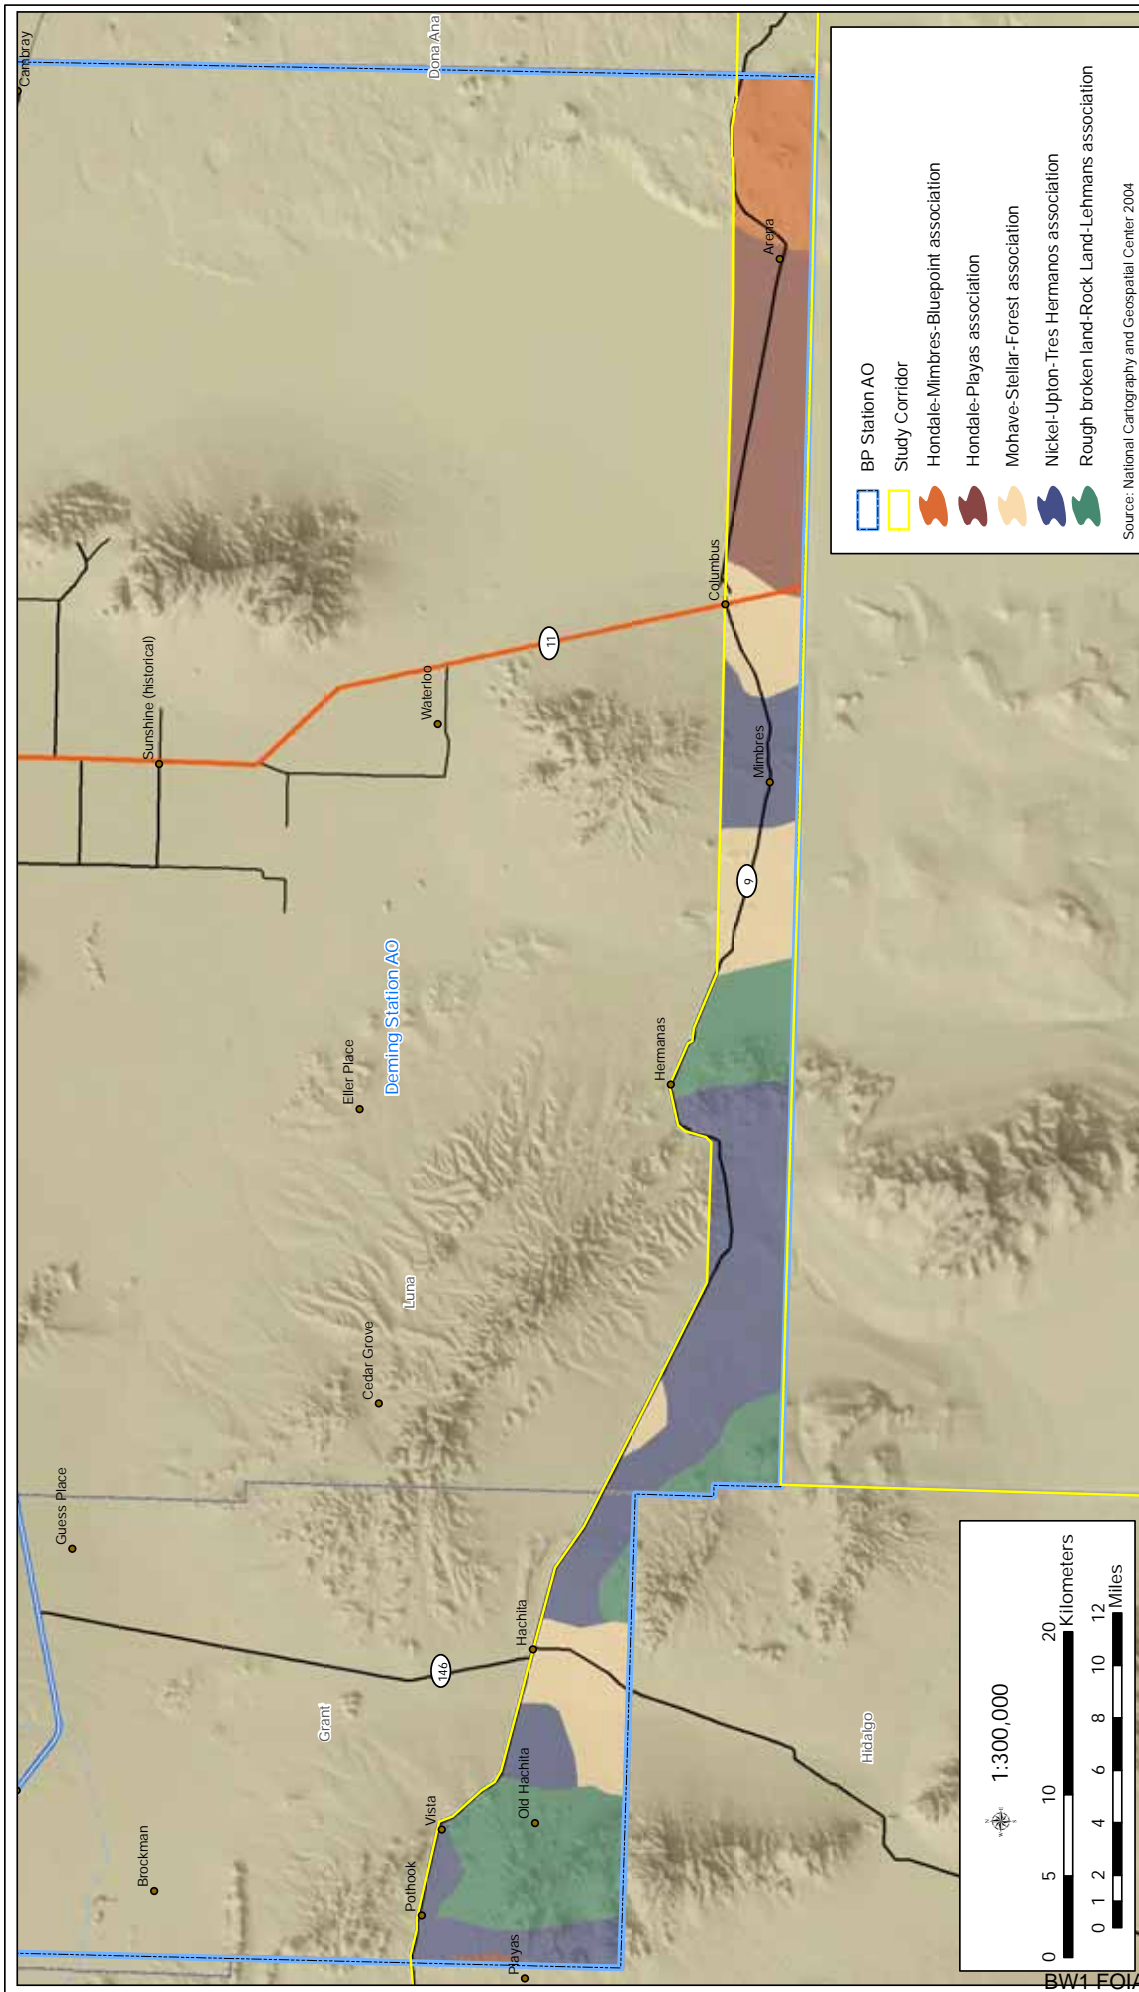 Cambray
Dona Ana
Sunshine (historical)
Waterloo
11
Columbus
Arena
Mimbres
9
Guess Place
Eller Place
Deming Station AO
Hermanas
Luna
Cedar Grove
Brockman
Grant
146
Hachita
Vista
Pothook
Old Hachita
Playas
Hidalgo
BP Station AO
Study Corridor
Hondale-Mimbres-Bluepoint association
Hondale-Playas association
Mohave-Stellar-Forest association
Nickel-Upton-Tres Hermanos association
Rough broken land-Rock Land-Lehmans association
Source: National Cartography and Geospatial Center 2004
N
W E
S
1:300,000
0 5 10 20
Kilometers
0 1 2 4 6 8 10 12
Miles
BW1 FOIA